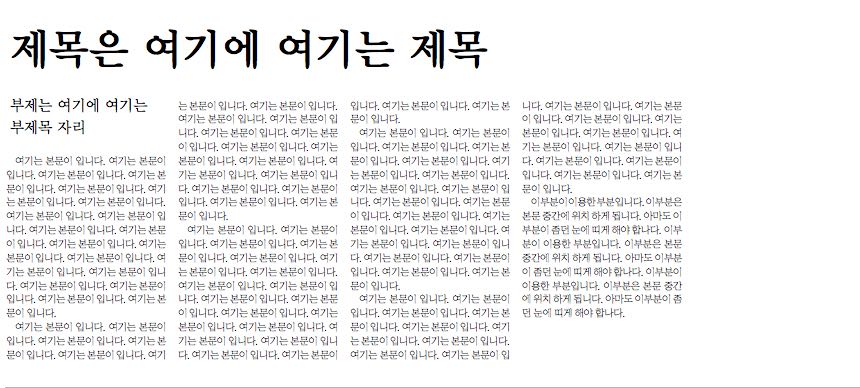 제목은 여기에 여기는 제목
부제는 여기에 여기는
부제목 자리
여기는 본문이 입니다. 여기는 본문이
입니다. 여기는 본문이 입니다. 여기는 본
문이 입니다. 여기는 본문이 입니다. 여기
는 본문이 입니다. 여기는 본문이 입니다.
여기는 본문이 입니다. 여기는 본문이 입
니다. 여기는 본문이 입니다. 여기는 본문
이 입니다. 여기는 본문이 입니다. 여기는
본문이 입니다. 여기는 본문이 입니다. 여
기는 본문이 입니다. 여기는 본문이 입니
다. 여기는 본문이 입니다. 여기는 본문이
입니다. 여기는 본문이 입니다. 여기는 본
문이 입니다.
여기는 본문이 입니다. 여기는 본문이
입니다. 여기는 본문이 입니다. 여기는 본
문이 입니다. 여기는 본문이 입니다. 여기
는 본문이 입니다. 여기는 본문이 입니다.
여기는 본문이 입니다. 여기는 본문이 입
니다. 여기는 본문이 입니다. 여기는 본문
이 입니다. 여기는 본문이 입니다. 여기는
본문이 입니다. 여기는 본문이 입니다. 여
기는 본문이 입니다. 여기는 본문이 입니
다. 여기는 본문이 입니다. 여기는 본문이
입니다. 여기는 본문이 입니다. 여기는 본
문이 입니다.
여기는 본문이 입니다. 여기는 본문이
입니다. 여기는 본문이 입니다. 여기는 본
문이 입니다. 여기는 본문이 입니다. 여기
는 본문이 입니다. 여기는 본문이 입니다.
여기는 본문이 입니다. 여기는 본문이 입
니다. 여기는 본문이 입니다. 여기는 본문
이 입니다. 여기는 본문이 입니다. 여기는
본문이 입니다. 여기는 본문이 입니다. 여
기는 본문이 입니다. 여기는 본문이 입니
다. 여기는 본문이 입니다. 여기는 본문이
입니다. 여기는 본문이 입니다. 여기는 본
문이 입니다.
여기는 본문이 입니다. 여기는 본문이
입니다. 여기는 본문이 입니다. 여기는 본
문이 입니다. 여기는 본문이 입니다. 여기
는 본문이 입니다. 여기는 본문이 입니다.
여기는 본문이 입니다. 여기는 본문이 입
니다. 여기는 본문이 입니다. 여기는 본문
이 입니다. 여기는 본문이 입니다. 여기는
본문이 입니다. 여기는 본문이 입니다. 여
기는 본문이 입니다. 여기는 본문이 입니
다. 여기는 본문이 입니다. 여기는 본문이
입니다. 여기는 본문이 입니다. 여기는 본
문이 입니다.
여기는 본문이 입니다. 여기는 본문이
입니다. 여기는 본문이 입니다. 여기는 본
문이 입니다. 여기는 본문이 입니다. 여기
는 본문이 입니다. 여기는 본문이 입니다.
여기는 본문이 입니다. 여기는 본문이 입
니다. 여기는 본문이 입니다. 여기는 본문
이 입니다. 여기는 본문이 입니다. 여기는
본문이 입니다. 여기는 본문이 입니다. 여
기는 본문이 입니다. 여기는 본문이 입니
다. 여기는 본문이 입니다. 여기는 본문이
입니다. 여기는 본문이 입니다. 여기는 본
문이 입니다.
이부분이 이용한 부분입니다. 이부분은
본문 중간에 위치 하게 됩니다. 아마도 이
부분이 좀던 눈에 띠게 해야 합니다. 이부
분이 이용한 부분입니다. 이부분은 본문
중간에 위치 하게 됩니다. 아마도 이부분
이 좀던 눈에 띠게 해야 합니다. 이부분이
이용한 부분입니다. 이부분은 본문 중간
에 위치 하게 됩니다. 아마도 이부분이 좀
던 눈에 띠게 해야 합니다.